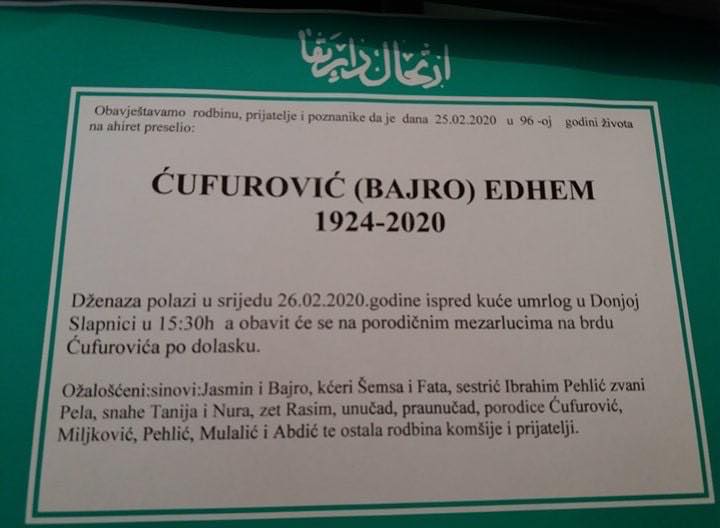 ارتحال دار بقا
Obavještavamo rodbinu, prijatelje i poznanike da je dana 25.02.2020 u 96 -oj godini života
na ahiret preselio:
ĆUFUROVIĆ (BAJRO) EDHEM
1924-2020
Dženaza polazi u srijedu 26.02.2020.godine ispred kuće umrlog u Donjoj
Slapnici u 15:30h a obavit će se na porodičnim mezarlucima na brdu
Ćufurovića po dolasku.
Ožalošćeni:sinovi:Jasmin i Bajro, kćeri Šemsa i Fata, sestrić Ibrahim Pehlić zvani
Pela, snahe Tanija i Nura, zet Rasim, unučad, praunučad, porodice Ćufurović,
Miljković, Pehlić, Mulalić i Abdić te ostala rodbina komšije i prijatelji.